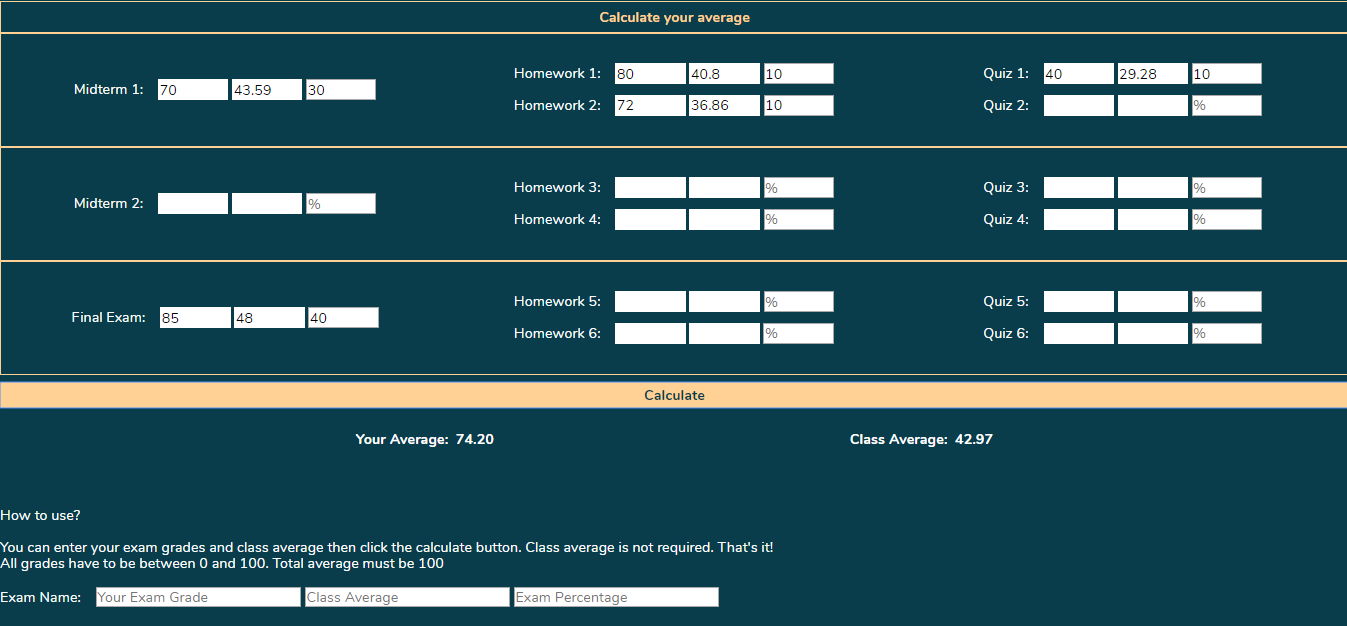 Calculate your average
Midterm 1: 70 43.59 30
Homework 1: 80 40.8 10
Homework 2: 72 36.86 10
Quiz 1: 40 29.28 10
Quiz 2: %
Midterm 2: %
Homework 3: %
Homework 4: %
Quiz 3: %
Quiz 4: %
Final Exam: 85 48 40
Homework 5: %
Homework 6: %
Quiz 5: %
Quiz 6: %
Calculate
Your Average: 74.20 Class Average: 42.97
How to use?
You can enter your exam grades and class average then click the calculate button. Class average is not required. That's it!
All grades have to be between 0 and 100. Total average must be 100
Exam Name: Your Exam Grade Class Average Exam Percentage